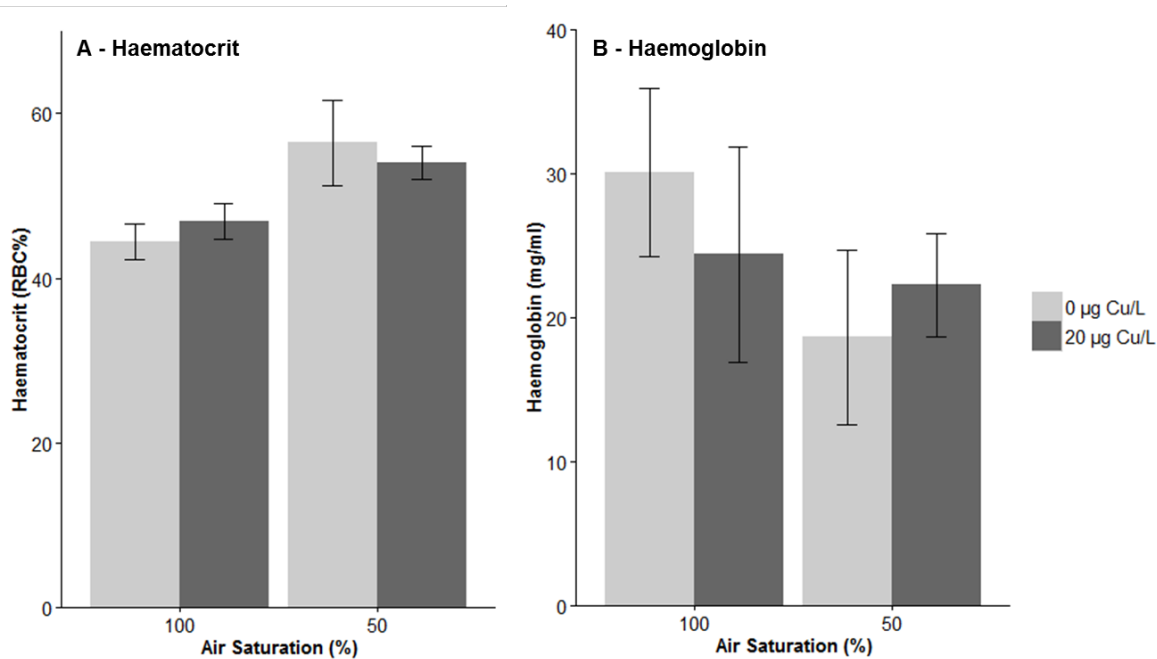 A - Haematocrit
Haematocrit (RBC%)
60
40
20
0
100
50
Air Saturation (%)
B - Haemoglobin
Haemoglobin (mg/ml)
40
30
20
10
0
100
50
Air Saturation (%)
0 µg Cu/L
20 µg Cu/L